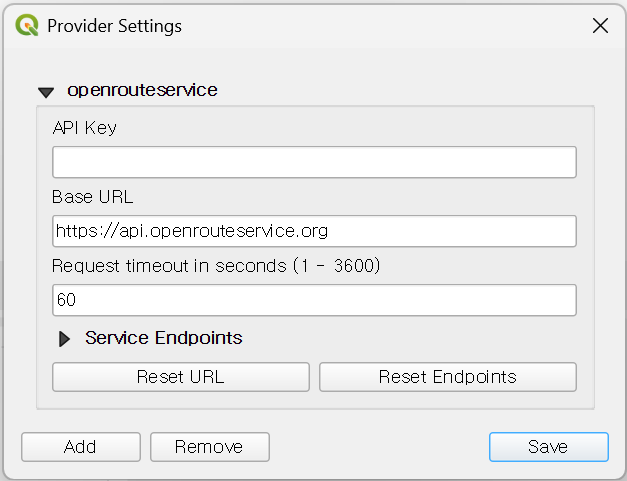 Provider Settings
openrouteservice
API Key
Base URL
https://api.openrouteservice.org
Request timeout in seconds (1 - 3600)
60
Service Endpoints
Reset URL Reset Endpoints
Add Remove Save